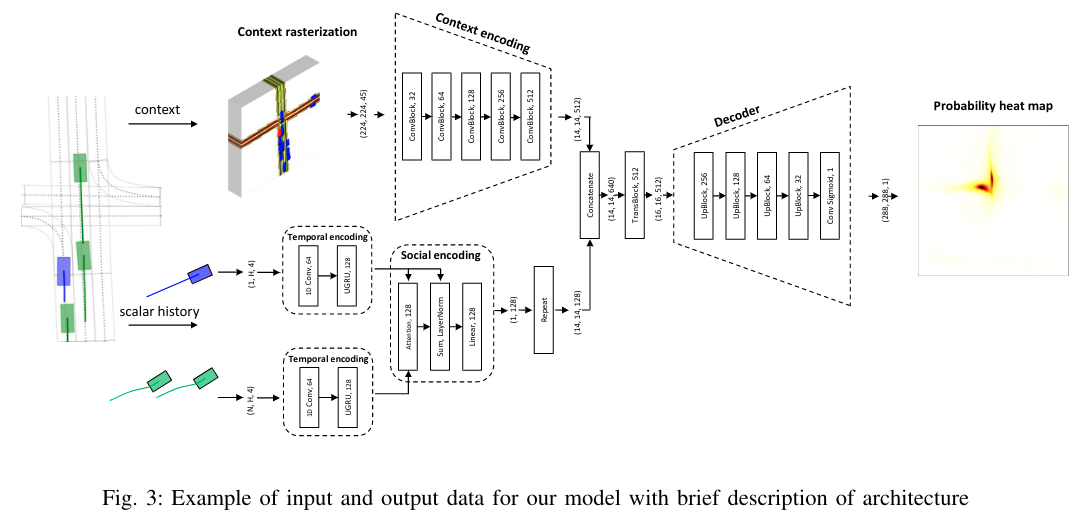 Context rasterization
context
(224, 224, 45)
Context encoding
ConvBlock, 32
ConvBlock, 64
ConvBlock, 128
ConvBlock, 256
ConvBlock, 512
(14, 14, 512)
scalar history
(1, H, 4)
Temporal encoding
1D Conv, 64
UGRU, 128
(N, H, 4)
Temporal encoding
1D Conv, 64
UGRU, 128
Social encoding
Attention, 128
Sum, LayerNorm
Linear, 128
(1, 128)
Repeat
(14, 14, 128)
Concatenate
(14, 14, 640)
TransBlock, 512
(16, 16, 512)
Decoder
UpBlock, 256
UpBlock, 128
UpBlock, 64
UpBlock, 32
Conv Sigmoid, 1
(288, 288, 1)
Probability heat map
Fig. 3: Example of input and output data for our model with brief description of architecture